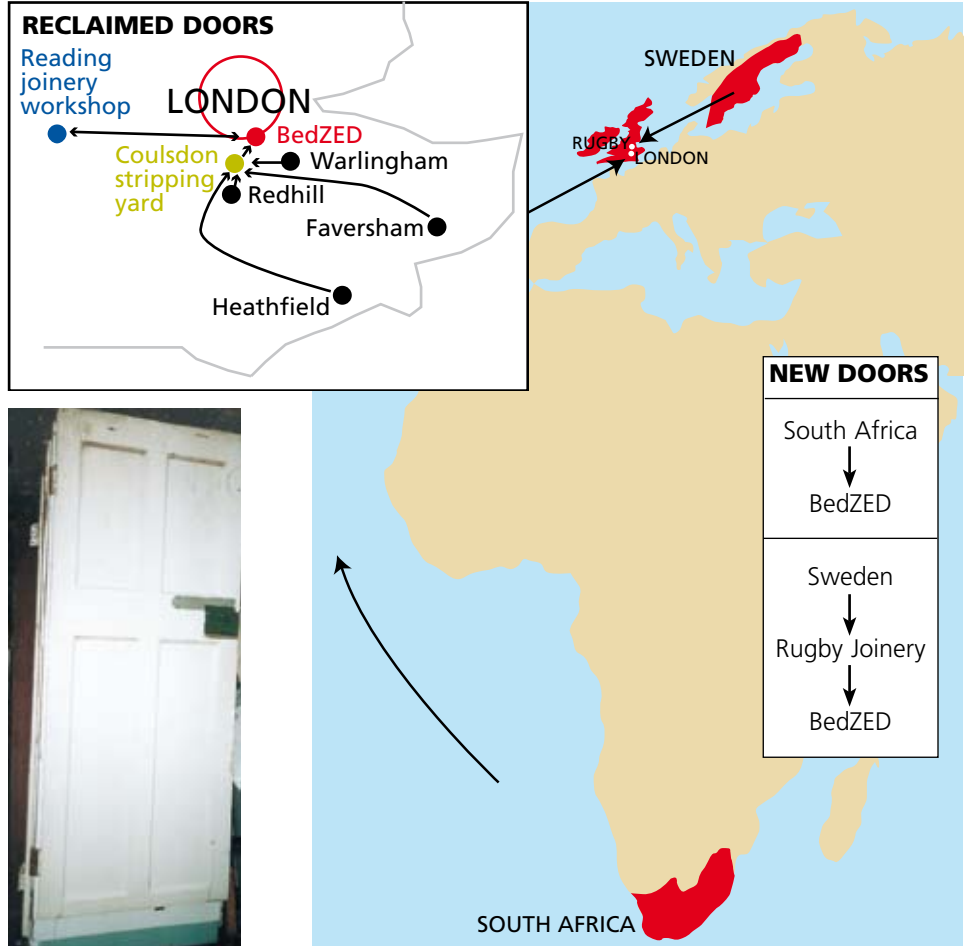 RECLAIMED DOORS
Reading
joinery
workshop
LONDON
BedZED
Coulsdon
stripping
yard
Warlingham
Redhill
Faversham
Heathfield
SWEDEN
RUGBY
LONDON
NEW DOORS
South Africa
BedZED
Sweden
Rugby Joinery
BedZED
SOUTH AFRICA